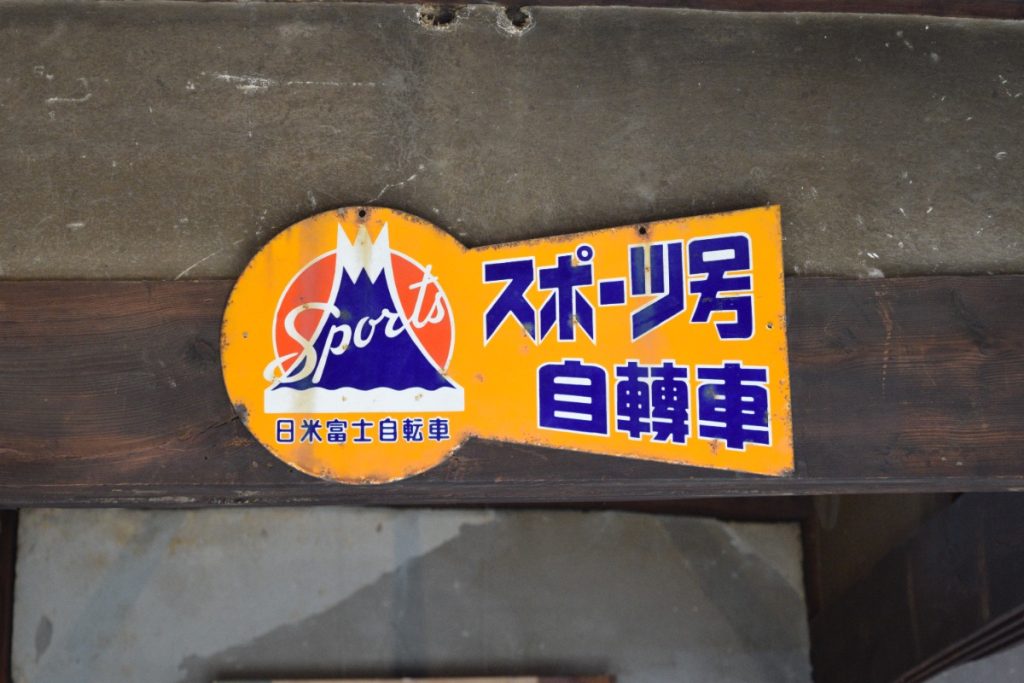 Sports
日米富士自転車
スポーツ号
自轉車